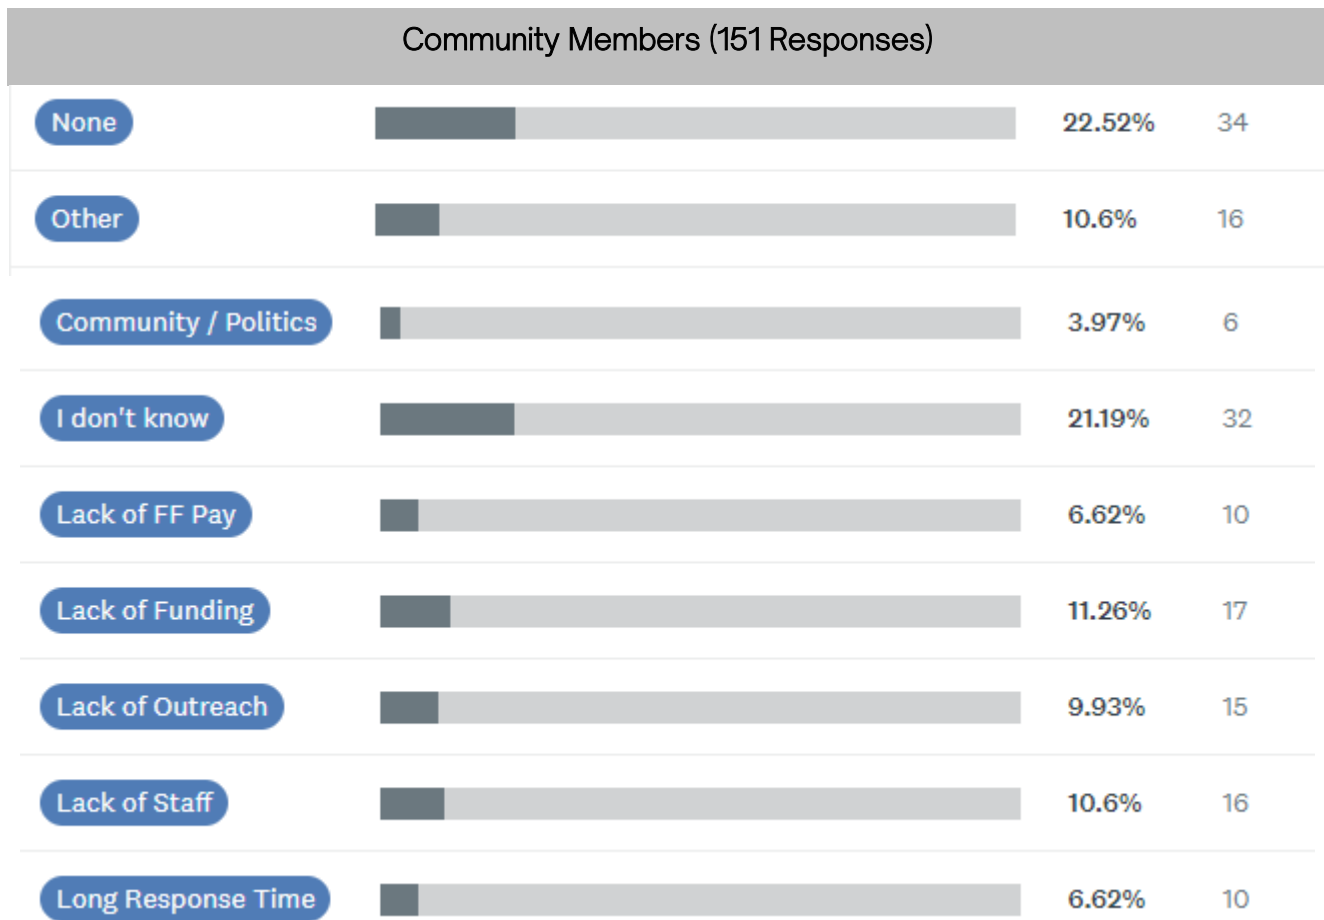 Community Members (151 Responses)
None 22.52% 34
Other 10.6% 16
Community / Politics 3.97% 6
I don't know 21.19% 32
Lack of FF Pay 6.62% 10
Lack of Funding 11.26% 17
Lack of Outreach 9.93% 15
Lack of Staff 10.6% 16
Long Response Time 6.62% 10